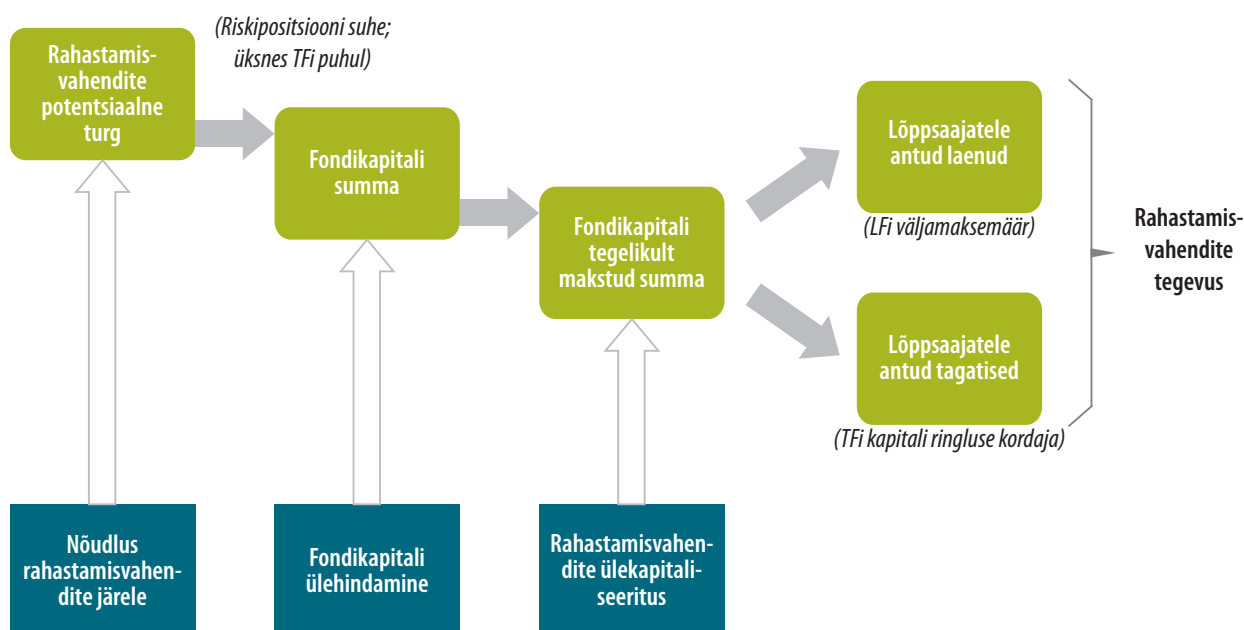 Rahastamis-
vahendite
potentsiaalne
turg
(Riskipositsiooni suhe;
üksnes TFi puhul)
Fondikapitali
summa
Fondikapitali
tegelikult
makstud summa
Lõppsaajatele
antud laenud
(LFi väljamaksemäär)
Lõppsaajatele
antud tagatised
(TFi kapitali ringluse kordaja)
Rahastamis-
vahendite
tegevus
Nõudlus
rahastamisvahen-
dite järele
Fondikapitali
ülehindamine
Rahastamisvahen-
dite ülekapitali-
seeritus